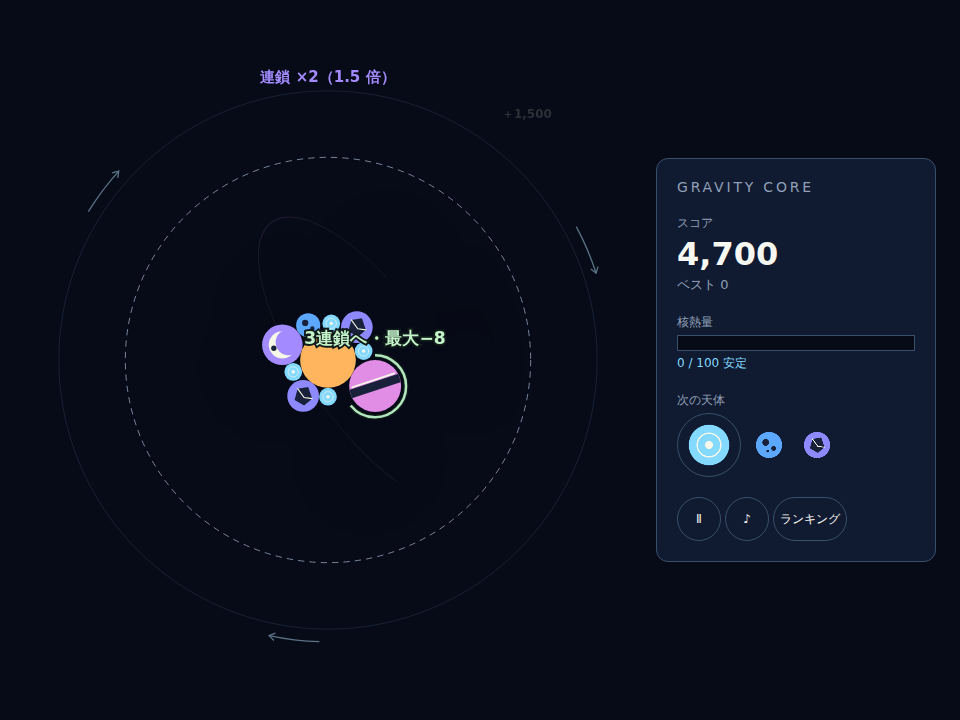 連鎖 ×2（1.5 倍）
+1,500
3連鎖へ・最大−8
GRAVITY CORE
スコア
4,700
ベスト 0
核熱量
0 / 100 安定
次の天体
Ⅱ ♪ ランキング